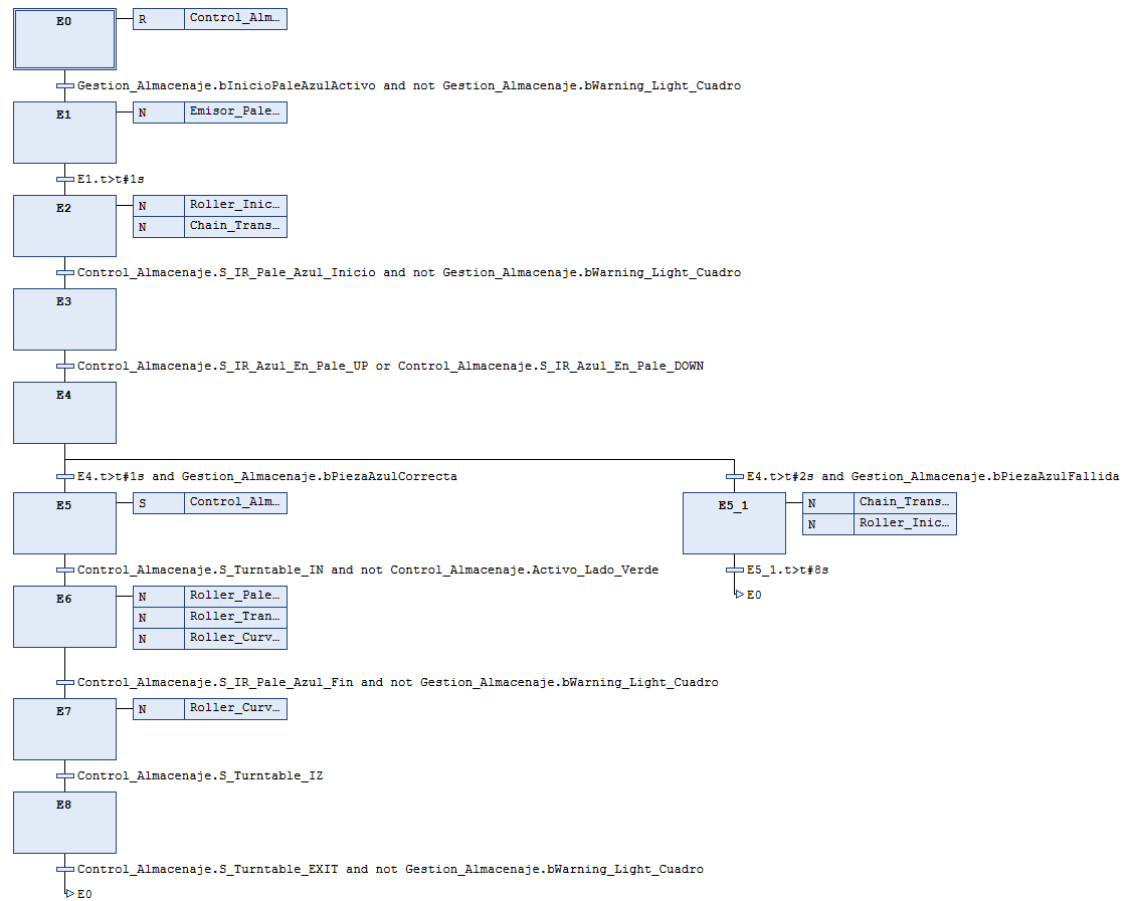 E0
R Control_Alm…
Gestion_Almacenaje.bInicioPaleAzulActivo and not Gestion_Almacenaje.bWarning_Light_Cuadro
E1
N Emisor_Pale…
E1.t>t#1s
E2
N Roller_Inic…
N Chain_Trans…
Control_Almacenaje.S_IR_Pale_Azul_Inicio and not Gestion_Almacenaje.bWarning_Light_Cuadro
E3
Control_Almacenaje.S_IR_Azul_En_Pale_UP or Control_Almacenaje.S_IR_Azul_En_Pale_DOWN
E4
E4.t>t#1s and Gestion_Almacenaje.bPiezaAzulCorrecta
E4.t>t#2s and Gestion_Almacenaje.bPiezaAzulFallida
E5
S Control_Alm…
E5_1
N Chain_Trans…
N Roller_Inic…
Control_Almacenaje.S_Turntable_IN and not Control_Almacenaje.Activo_Lado_Verde
E5_1.t>t#8s
E0
E6
N Roller_Pale…
N Roller_Tran…
N Roller_Curv…
Control_Almacenaje.S_IR_Pale_Azul_Fin and not Gestion_Almacenaje.bWarning_Light_Cuadro
E7
N Roller_Curv…
Control_Almacenaje.S_Turntable_IZ
E8
Control_Almacenaje.S_Turntable_EXIT and not Gestion_Almacenaje.bWarning_Light_Cuadro
E0